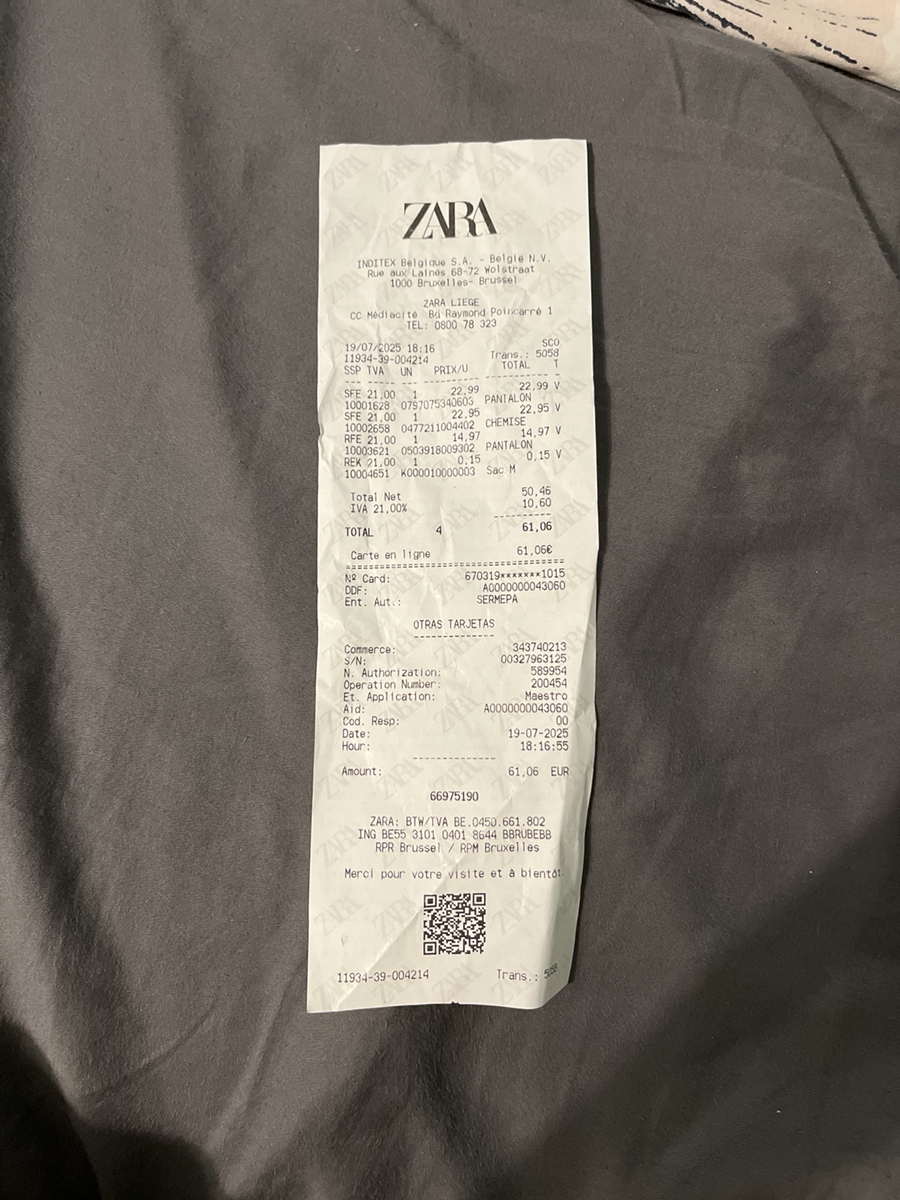 ZARA
INDITEX Belgique S.A. - België N.V.
Rue aux Laines 68-72 Wolstraat
1000 Bruxelles- Brussel
ZARA LIEGE
CC Médiacité Bd Raymond Poincarré 1
TEL: 0800 78 323
19/07/2025 18:16 SCO
11934-39-004214 Trans.: 5058
SSP TVA UN PRIX/U TOTAL T
SFE 21,00 1 22,99 22,99 V
10001628 0797075340603 PANTALON
SFE 21,00 1 22,95 22,95 V
10002658 0477211004402 CHEMISE
RFE 21,00 1 14,97 14,97 V
10003621 0503918009302 PANTALON
REK 21,00 1 0,15 0,15 V
10004651 K000010000003 Sac M
Total Net 50,46
IVA 21,00% 10,60
TOTAL 4 61,06
Carte en ligne 61,06€
Nº Card: 670319*******1015
DDF: A0000000043060
Ent. Aut.: SERMEPA
OTRAS TARJETAS
Commerce: 343740213
S/N: 00327963125
N. Authorization: 589954
Operation Number: 200454
Et. Application: Maestro
Aid: A0000000043060
Cod. Resp: 00
Date: 19-07-2025
Hour: 18:16:55
Amount: 61,06 EUR
66975190
ZARA: BTW/TVA BE.0450.661.802
ING BE55 3101 0401 8644 BBRUBEBB
RPR Brussel / RPM Bruxelles
Merci pour votre visite et à bientôt
11934-39-004214 Trans.: 5058